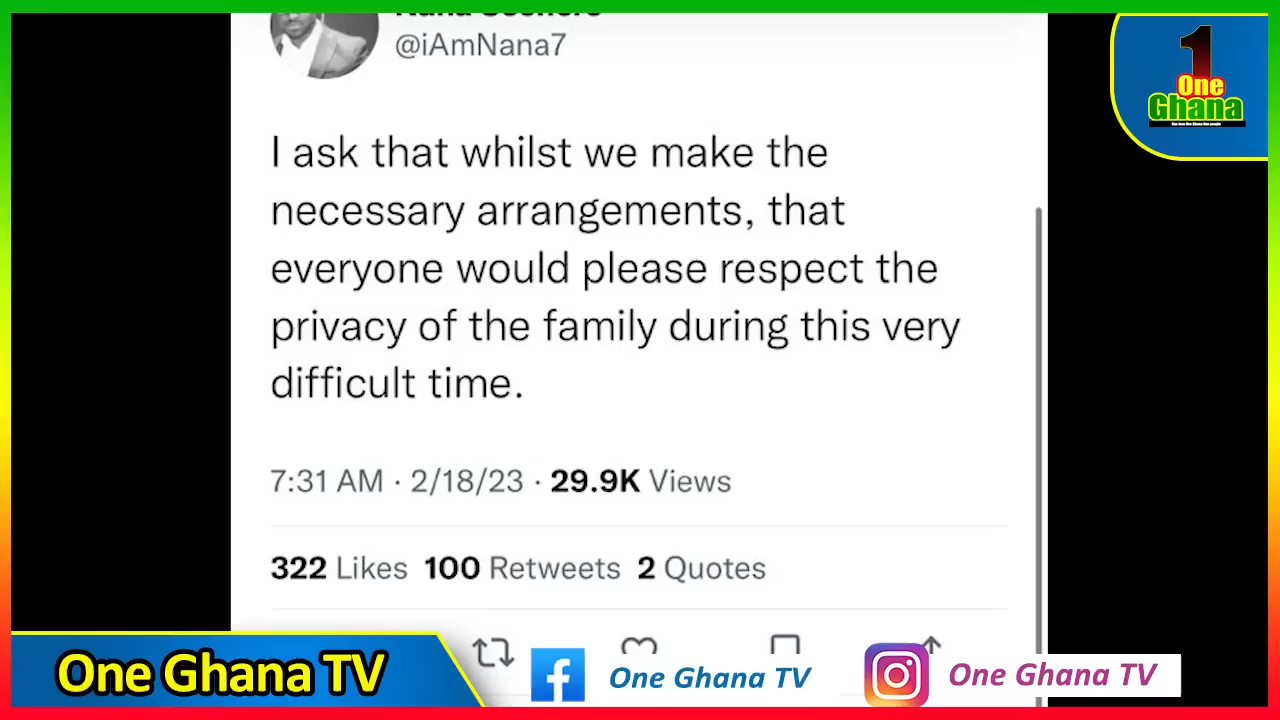 @iAmNana7
1
One
Ghana
I ask that whilst we make the
necessary arrangements, that
everyone would please respect the
privacy of the family during this very
difficult time.
7:31 AM · 2/18/23 · 29.9K Views
322 Likes 100 Retweets 2 Quotes
One Ghana TV
One Ghana TV
One Ghana TV